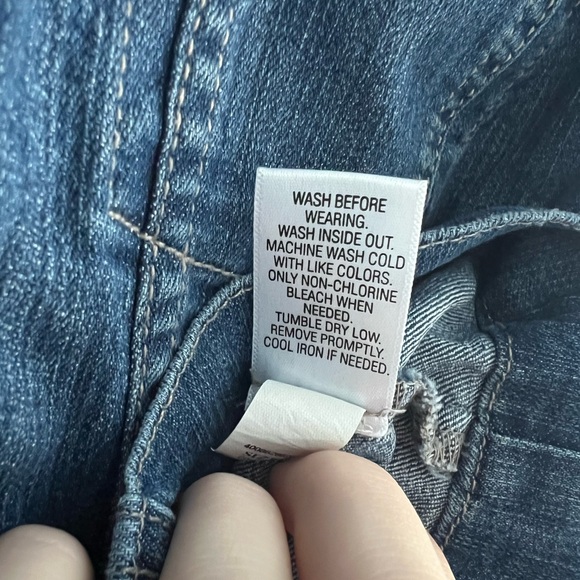 WASH BEFORE
WEARING.
WASH INSIDE OUT.
MACHINE WASH COLD
WITH LIKE COLORS.
ONLY NON-CHLORINE
BLEACH WHEN
NEEDED.
TUMBLE DRY LOW.
REMOVE PROMPTLY.
COOL IRON IF NEEDED.